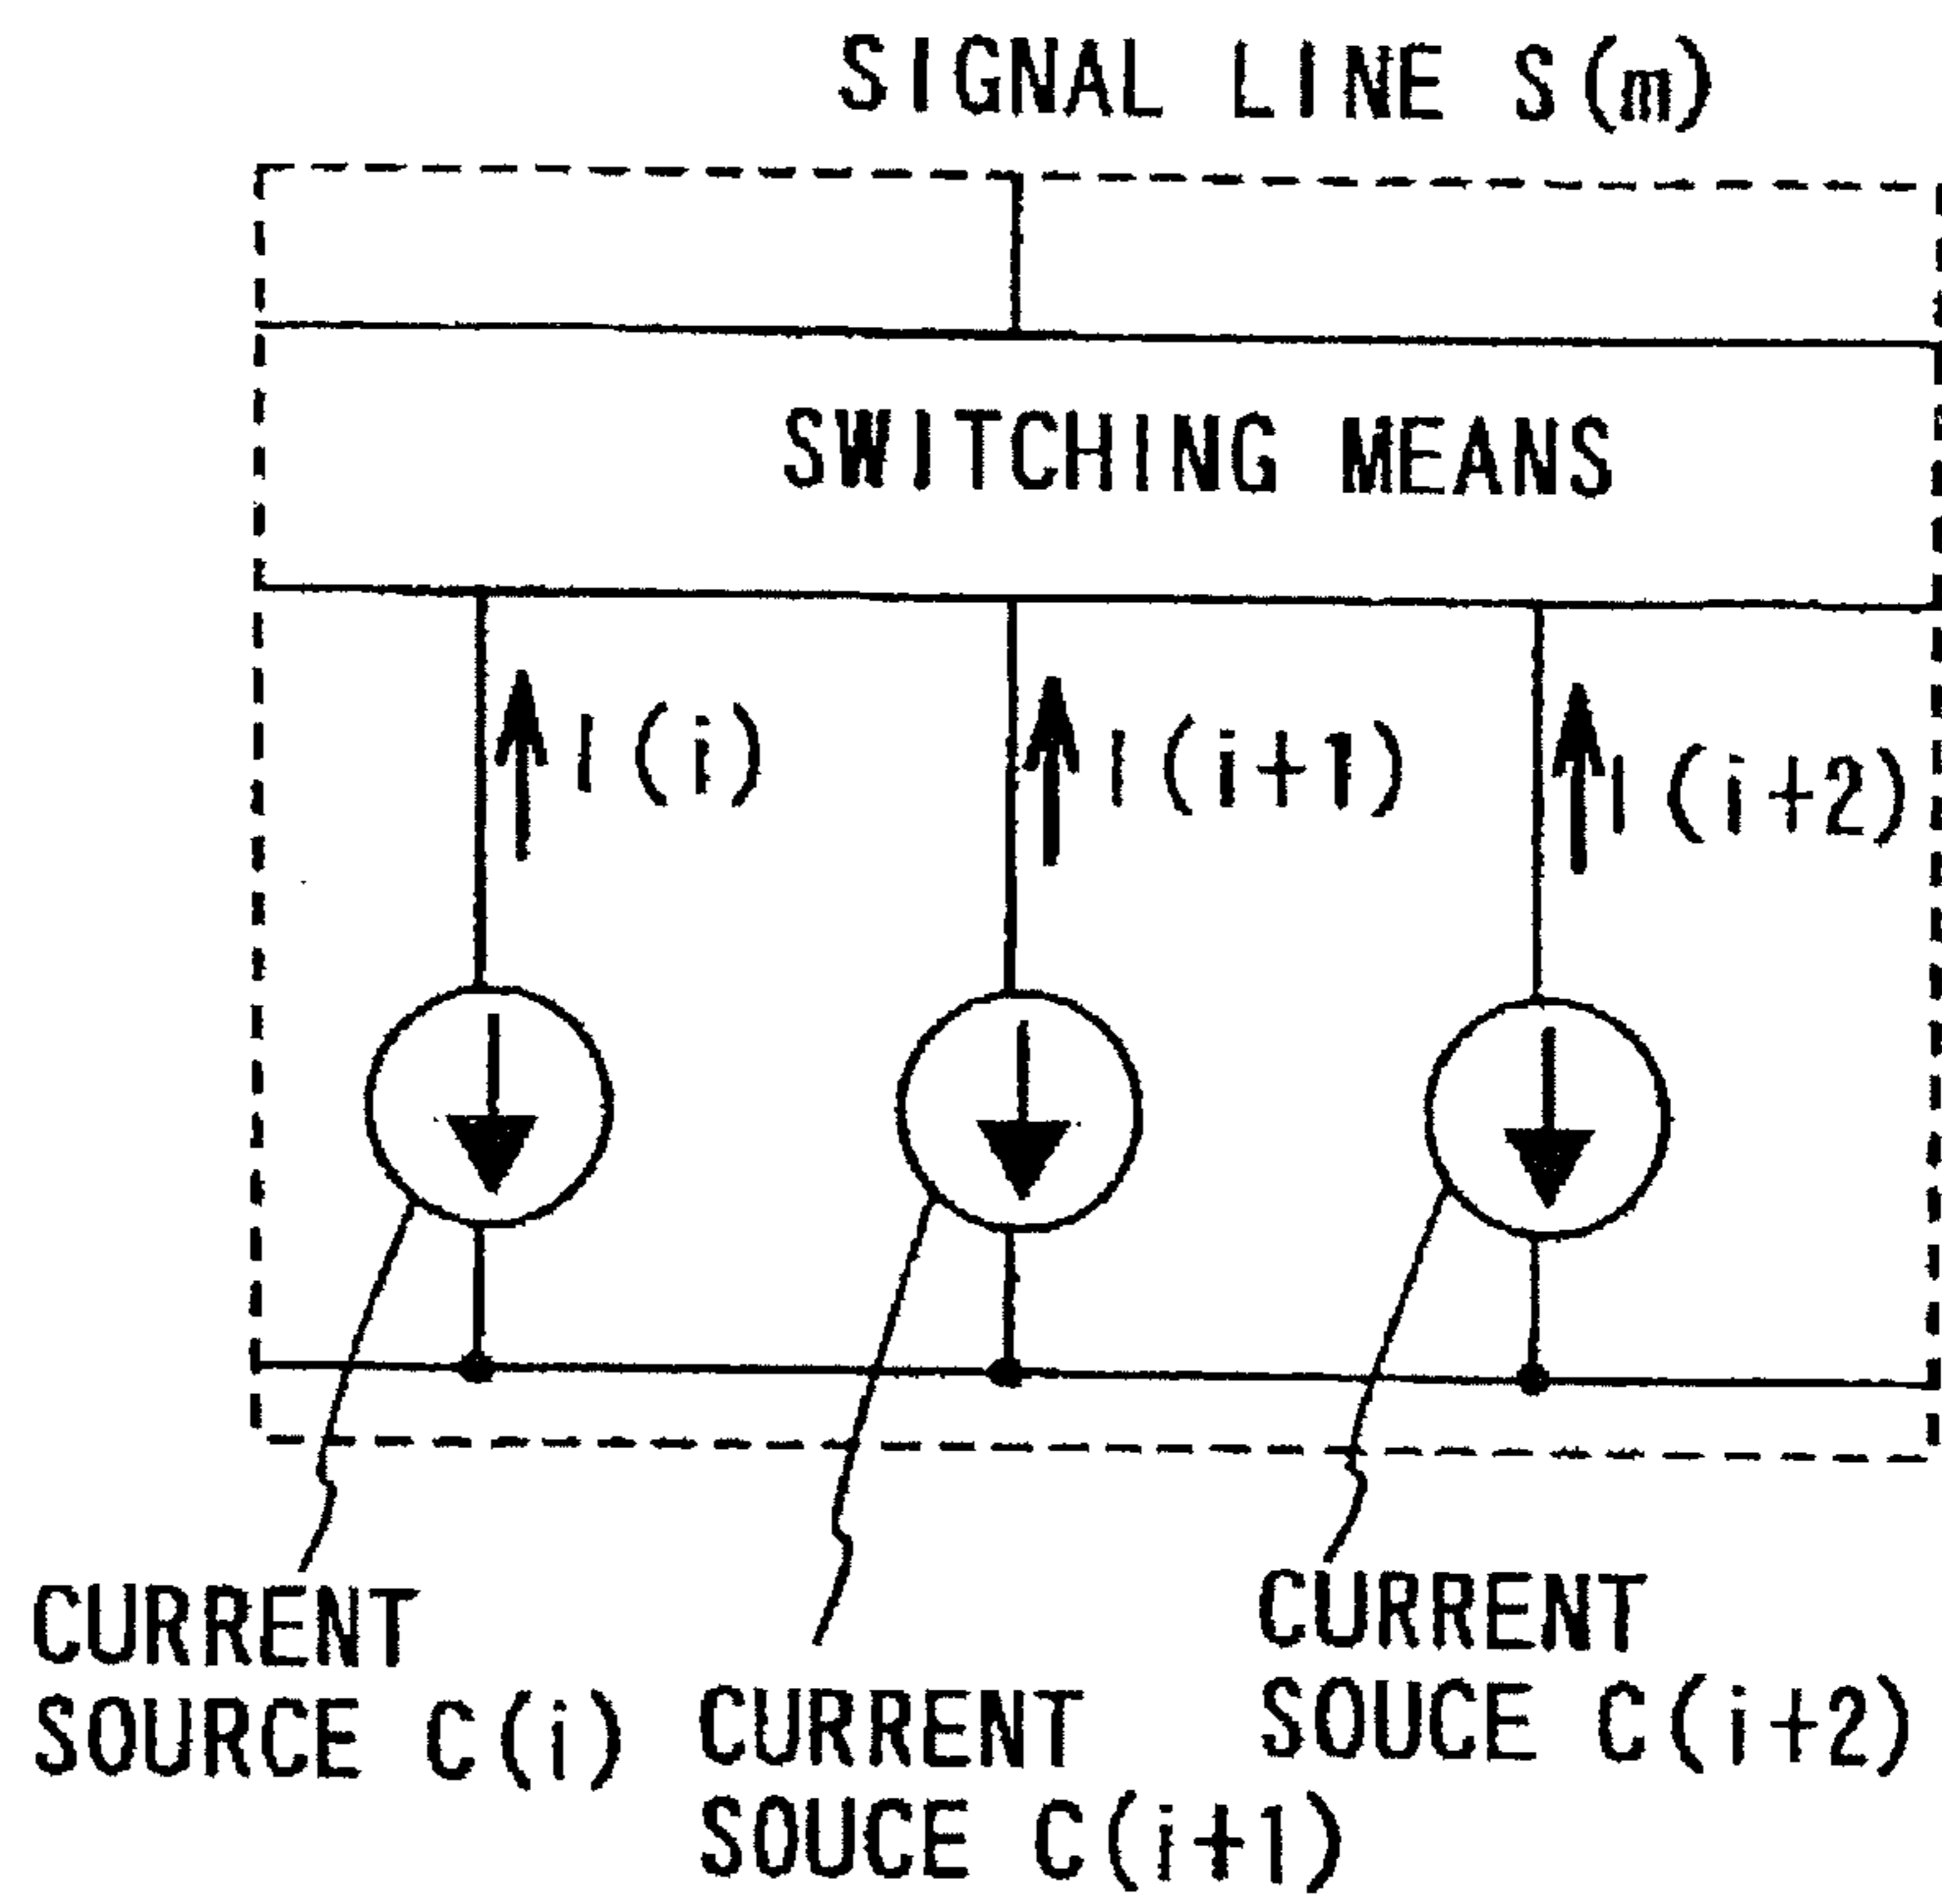 SIGNAL LINE S(m)
SWITCHING MEANS
I(i)
I(i+1)
I(i+2)
CURRENT
SOURCE C(i)
CURRENT
SOUCE C(i+1)
CURRENT
SOUCE C(i+2)